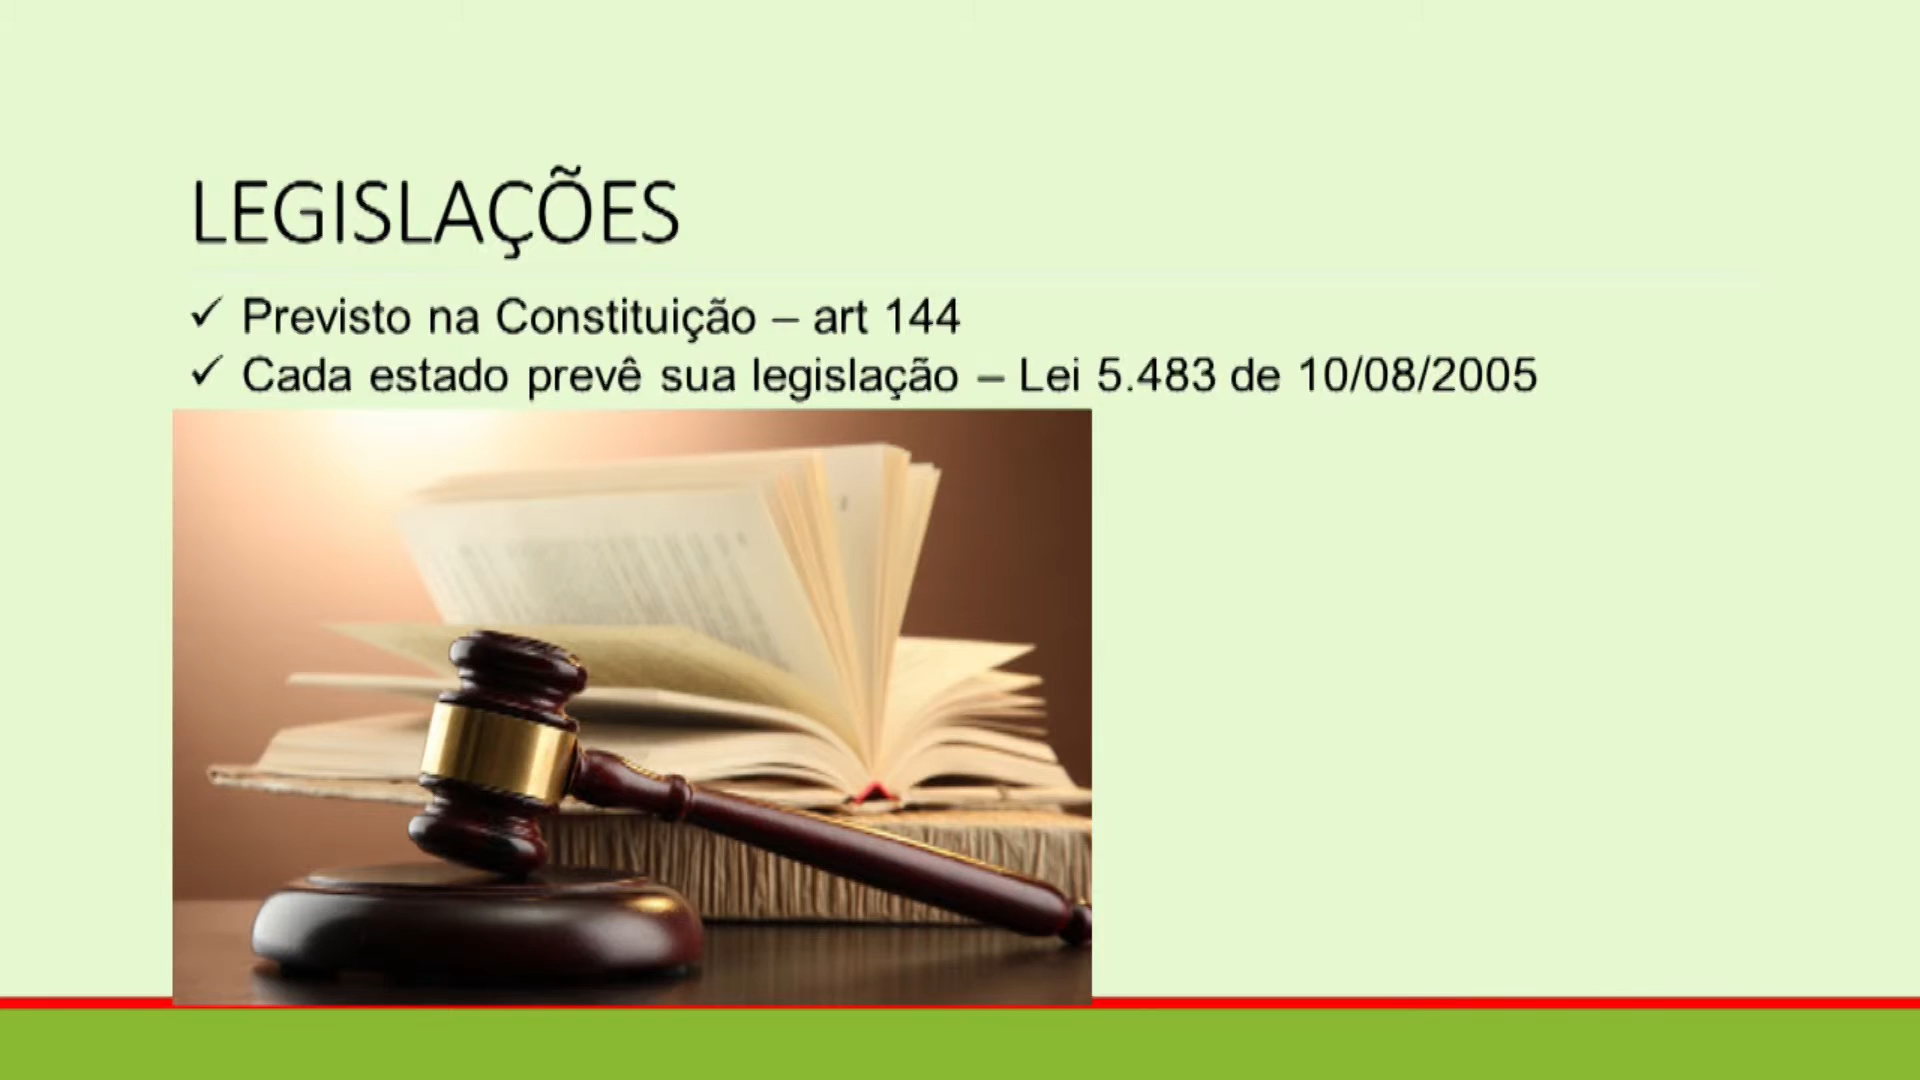 LEGISLAÇÕES
✓ Previsto na Constituição – art 144
✓ Cada estado prevê sua legislação – Lei 5.483 de 10/08/2005